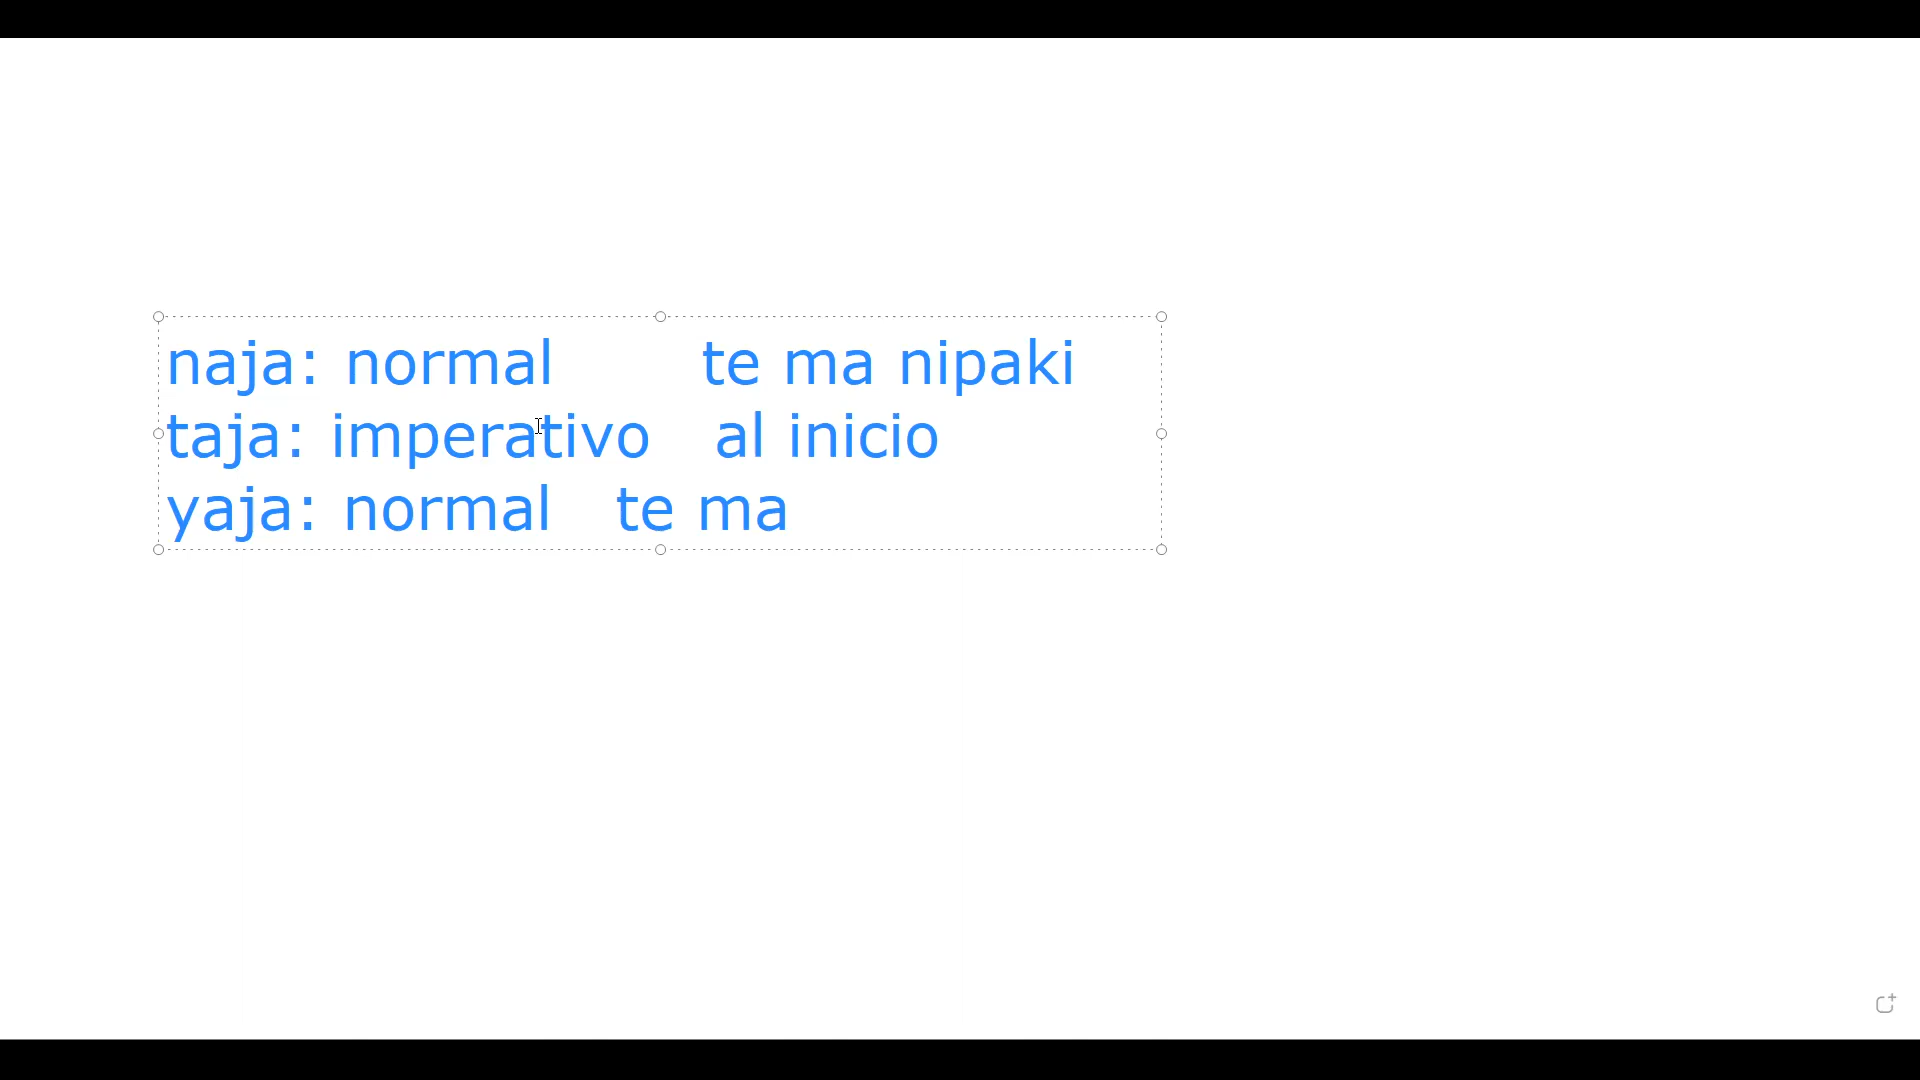 naja: normal te ma nipaki
taja: imperativo al inicio
yaja: normal te ma